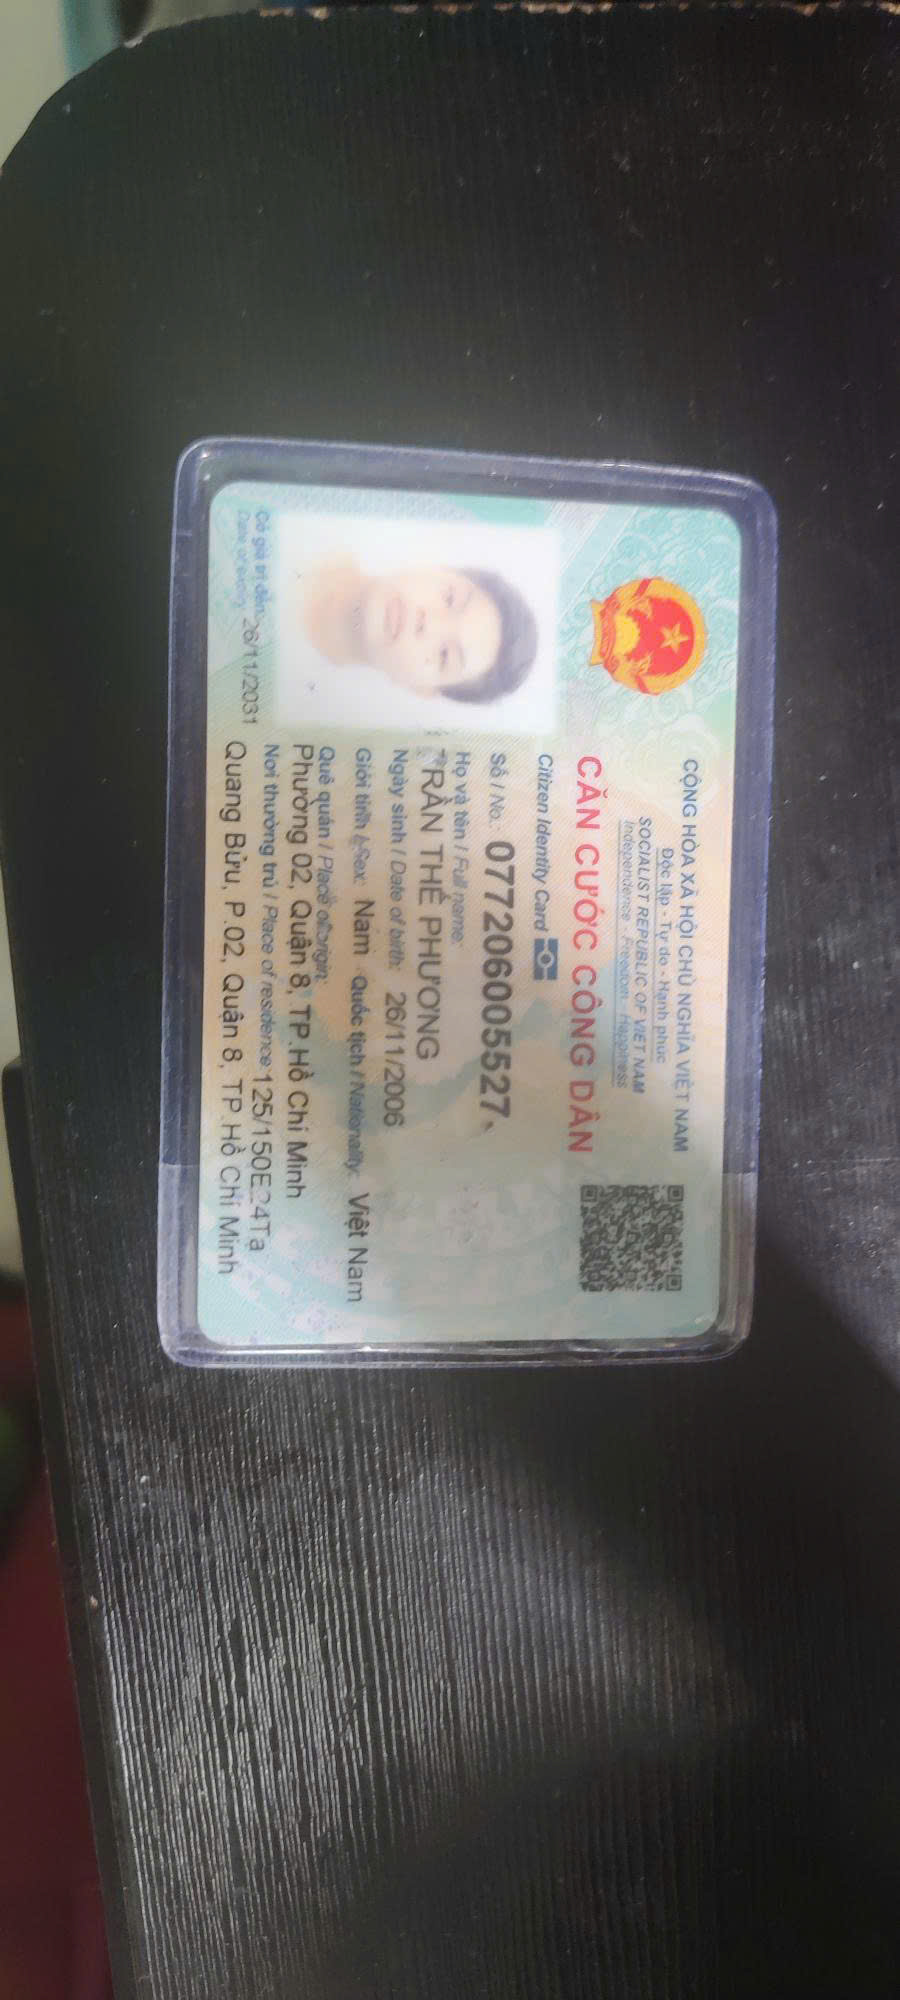 CỘNG HÒA XÃ HỘI CHỦ NGHĨA VIỆT NAM
Độc lập - Tự do - Hạnh phúc
SOCIALIST REPUBLIC OF VIET NAM
Independence - Freedom - Happiness
CĂN CƯỚC CÔNG DÂN
Citizen Identity Card
Số / No.: 077206005527
Họ và tên / Full name:
TRẦN THẾ PHƯƠNG
Ngày sinh / Date of birth: 26/11/2006
Giới tính / Sex: Nam Quốc tịch / Nationality: Việt Nam
Quê quán / Place of origin:
Phường 02, Quận 8, TP.Hồ Chí Minh
Nơi thường trú / Place of residence: Tạ
Quang Bửu, P.02, Quận 8, TP.Hồ Chí Minh
Có giá trị đến: 26/11/2031
Date of expiry